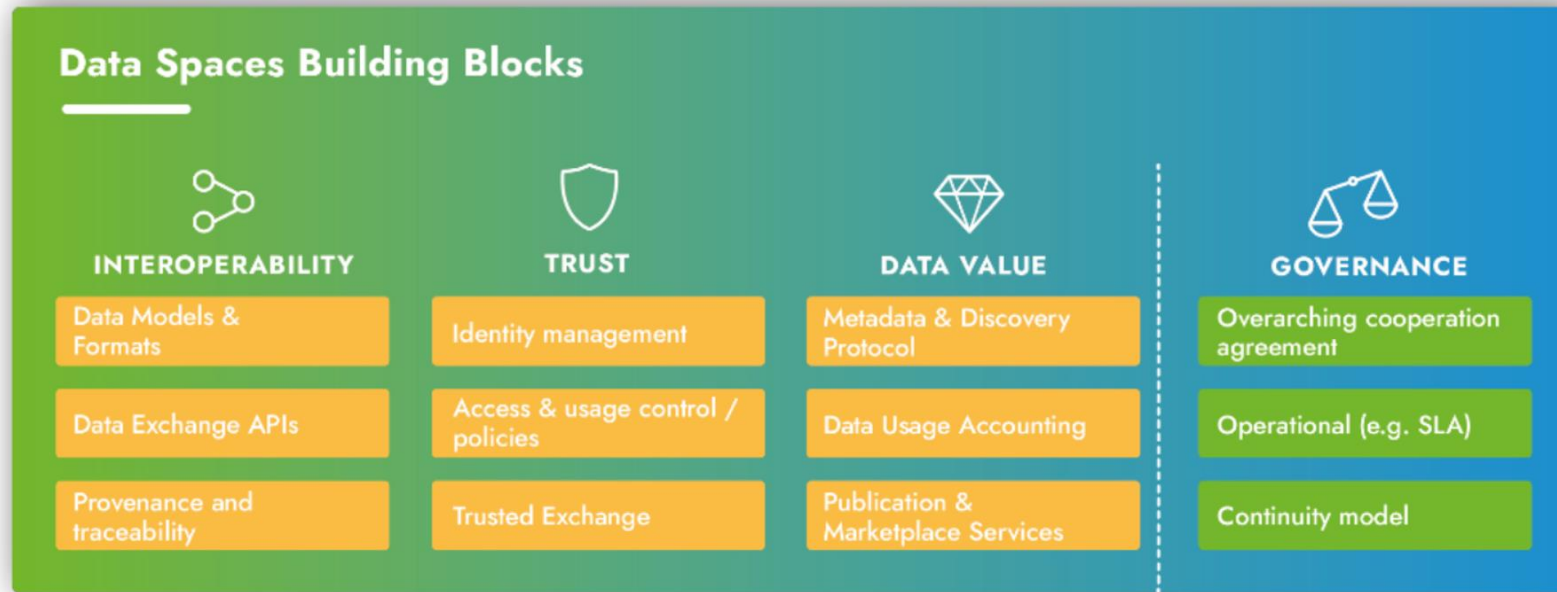 Data Spaces Building Blocks
INTEROPERABILITY
Data Models &
Formats
Data Exchange APIs
Provenance and
traceability
TRUST
Identity management
Access & usage control /
policies
Trusted Exchange
DATA VALUE
Metadata & Discovery
Protocol
Data Usage Accounting
Publication &
Marketplace Services
GOVERNANCE
Overarching cooperation
agreement
Operational (e.g. SLA)
Continuity model